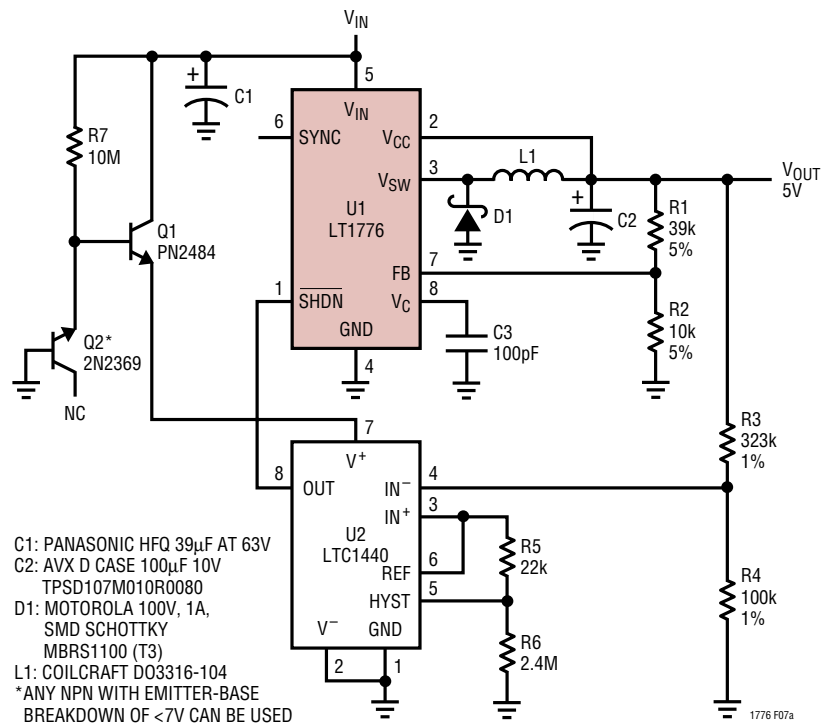 VIN
5
VIN
+
C1
6
SYNC
VCC
2
R7
10M
VSW
3
L1
VOUT
5V
U1
LT1776
D1
+
C2
R1
39k
5%
Q1
PN2484
FB
7
1
SHDN
VC
8
R2
10k
5%
GND
C3
100pF
4
Q2*
2N2369
NC
7
V+
R3
323k
1%
8
OUT
IN−
4
IN+
3
U2
LTC1440
REF
6
R5
22k
HYST
5
R4
100k
1%
V−
GND
R6
2.4M
2
1
C1: PANASONIC HFQ 39µF AT 63V
C2: AVX D CASE 100µF 10V
TPSD107M010R0080
D1: MOTOROLA 100V, 1A,
SMD SCHOTTKY
MBRS1100 (T3)
L1: COILCRAFT DO3316-104
*ANY NPN WITH EMITTER-BASE
BREAKDOWN OF <7V CAN BE USED
1776 F07a